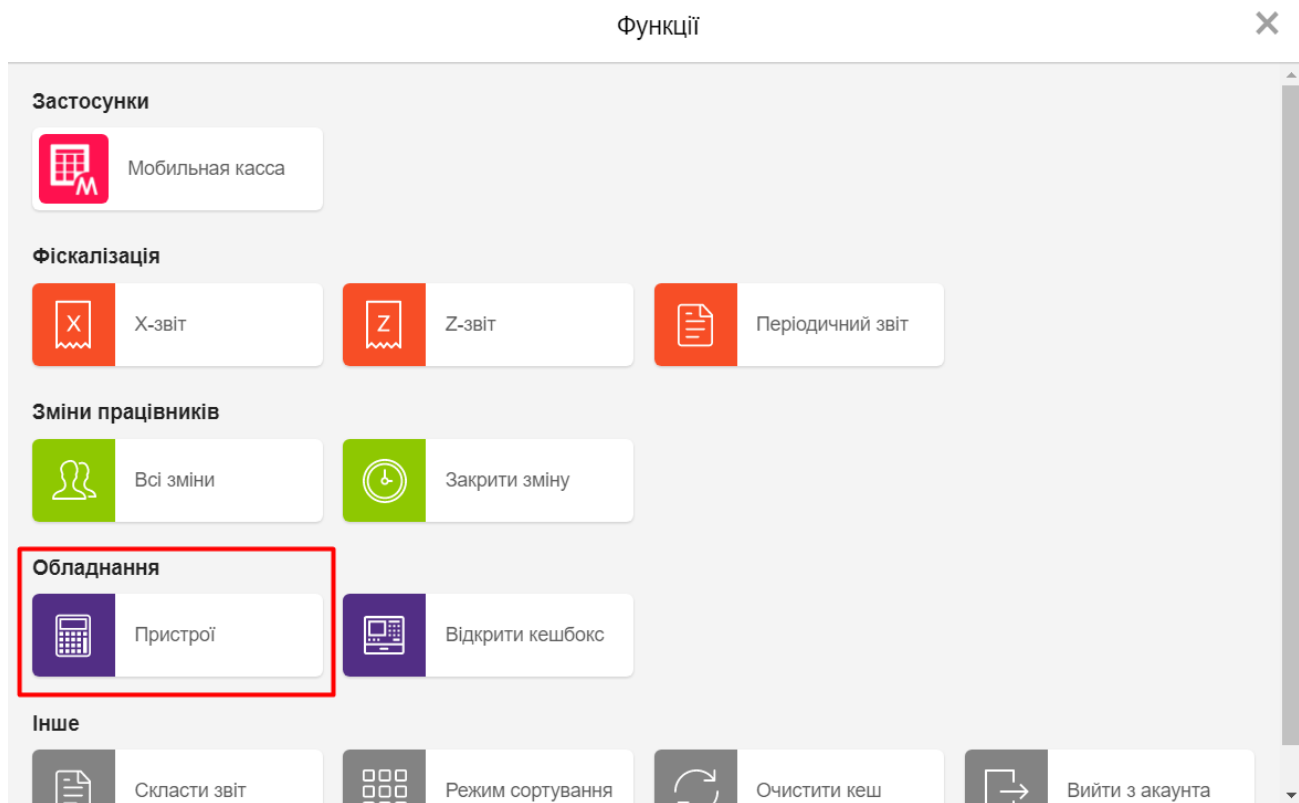 Функції
Застосунки
Мобильная касса
Фіскалізація
X-звіт
Z-звіт
Періодичний звіт
Зміни працівників
Всі зміни
Закрити зміну
Обладнання
Пристрої
Відкрити кешбокс
Інше
Скласти звіт
Режим сортування
Очистити кеш
Вийти з акаунта